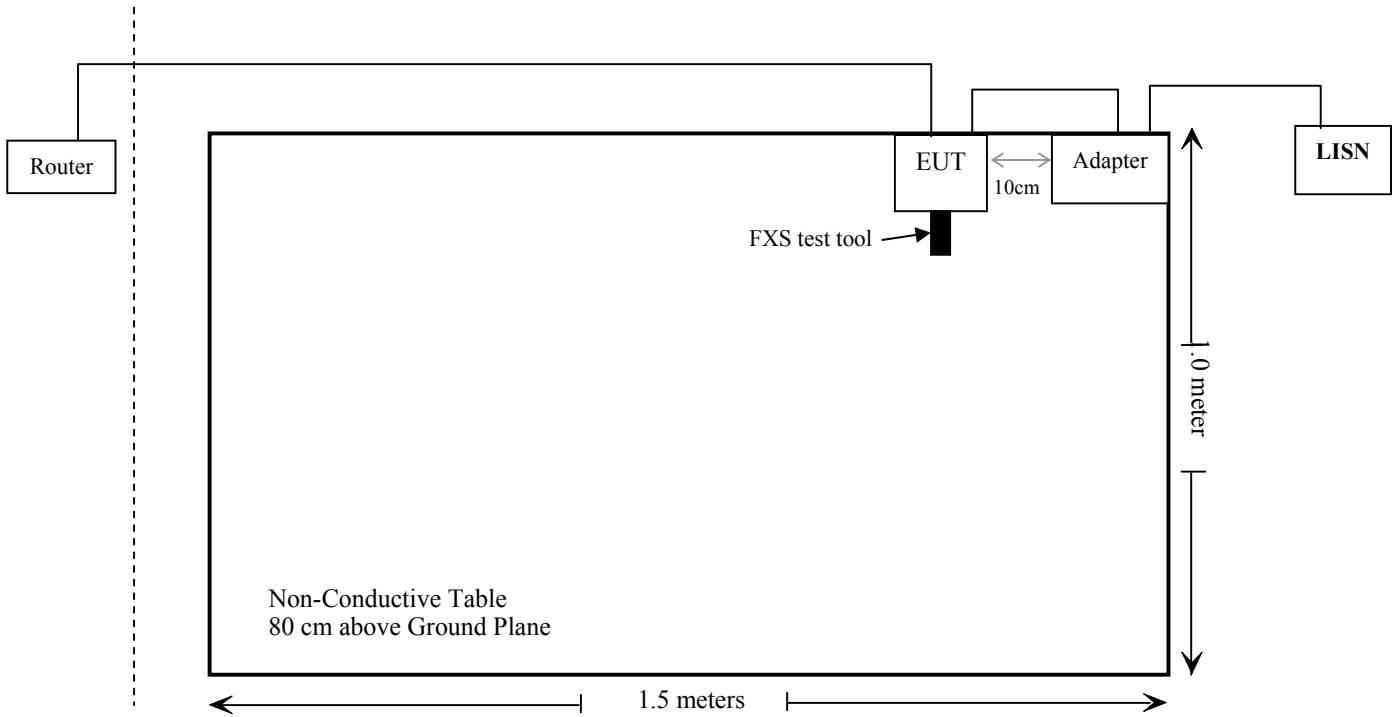 Router
EUT
Adapter
LISN
10cm
FXS test tool
1.0 meter
Non-Conductive Table
80 cm above Ground Plane
1.5 meters